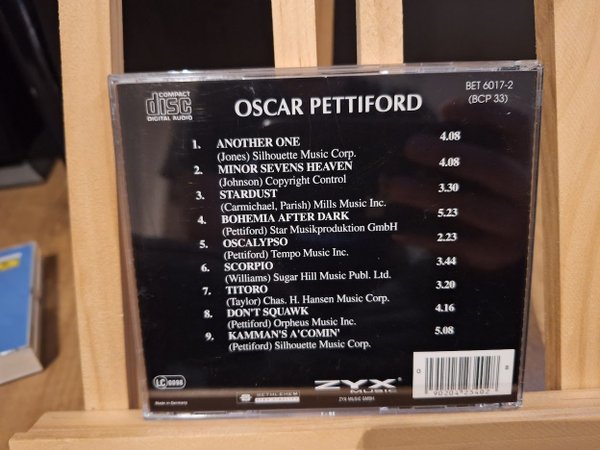 COMPACT
disc
DIGITAL AUDIO
OSCAR PETTIFORD
BET 6017-2
(BCP 33)
1. ANOTHER ONE 4.08
(Jones) Silhouette Music Corp.
2. MINOR SEVENS HEAVEN 4.08
(Johnson) Copyright Control
3. STARDUST 3.30
(Carmichael, Parish) Mills Music Inc.
4. BOHEMIA AFTER DARK 5.23
(Pettiford) Star Musikproduktion GmbH
5. OSCALYPSO 2.23
(Pettiford) Tempo Music Inc.
6. SCORPIO 3.44
(Williams) Sugar Hill Music Publ. Ltd.
7. TITORO 3.20
(Taylor) Chas. H. Hansen Music Corp.
8. DON'T SQUAWK 4.16
(Pettiford) Orpheus Music Inc.
9. KAMMAN'S A'COMIN' 5.08
(Pettiford) Silhouette Music Corp.
LC 9898
Made in Germany
BETHLEHEM
ZYX
MUSIC
ZYX MUSIC GMBH
90204 23402